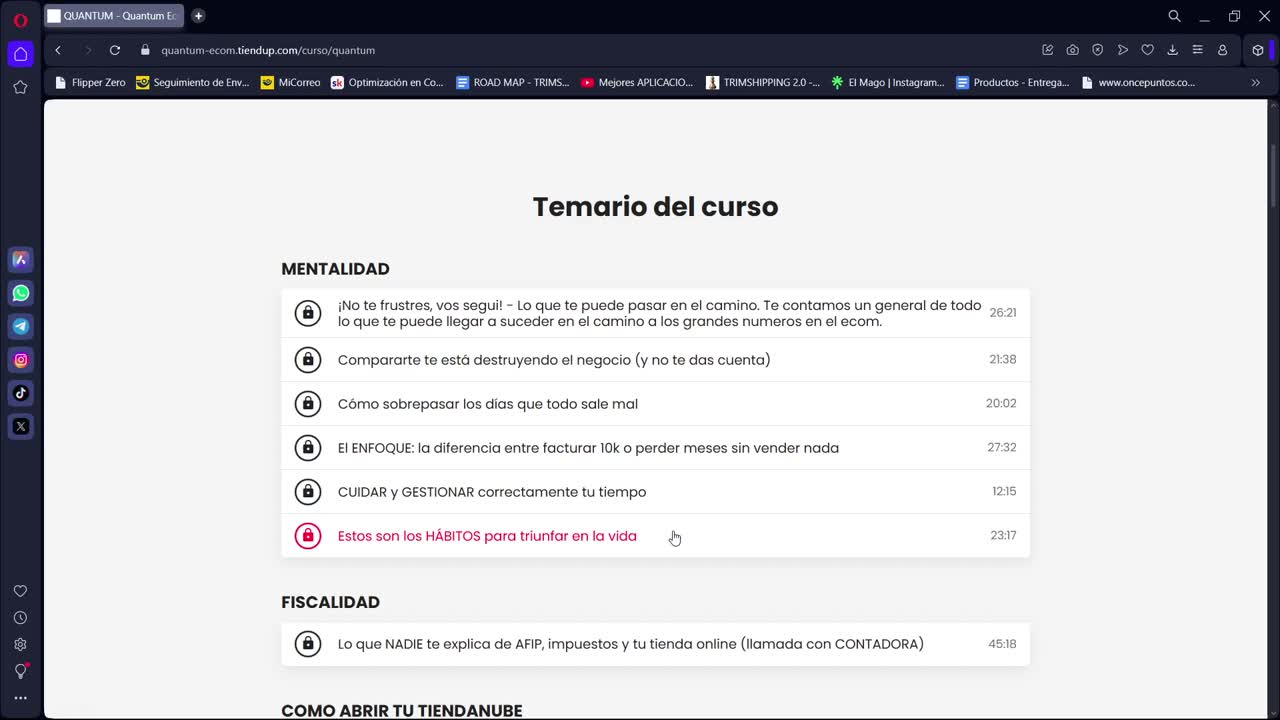 QUANTUM - Quantum Ec
quantum-ecom.tiendup.com/curso/quantum
Flipper Zero
Seguimiento de Env...
MiCorreo
sk
Optimización en Co...
ROAD MAP - TRIMS...
Mejores APLICACIO...
TRIMSHIPPING 2.0 -...
El Mago | Instagram...
Productos - Entrega...
www.oncepuntos.co...
Temario del curso
MENTALIDAD
¡No te frustres, vos segui! - Lo que te puede pasar en el camino. Te contamos un general de todo
lo que te puede llegar a suceder en el camino a los grandes numeros en el ecom.
26:21
Compararte te está destruyendo el negocio (y no te das cuenta)
21:38
Cómo sobrepasar los días que todo sale mal
20:02
El ENFOQUE: la diferencia entre facturar 10k o perder meses sin vender nada
27:32
CUIDAR y GESTIONAR correctamente tu tiempo
12:15
Estos son los HÁBITOS para triunfar en la vida
23:17
FISCALIDAD
Lo que NADIE te explica de AFIP, impuestos y tu tienda online (llamada con CONTADORA)
45:18
COMO ABRIR TU TIENDANUBE